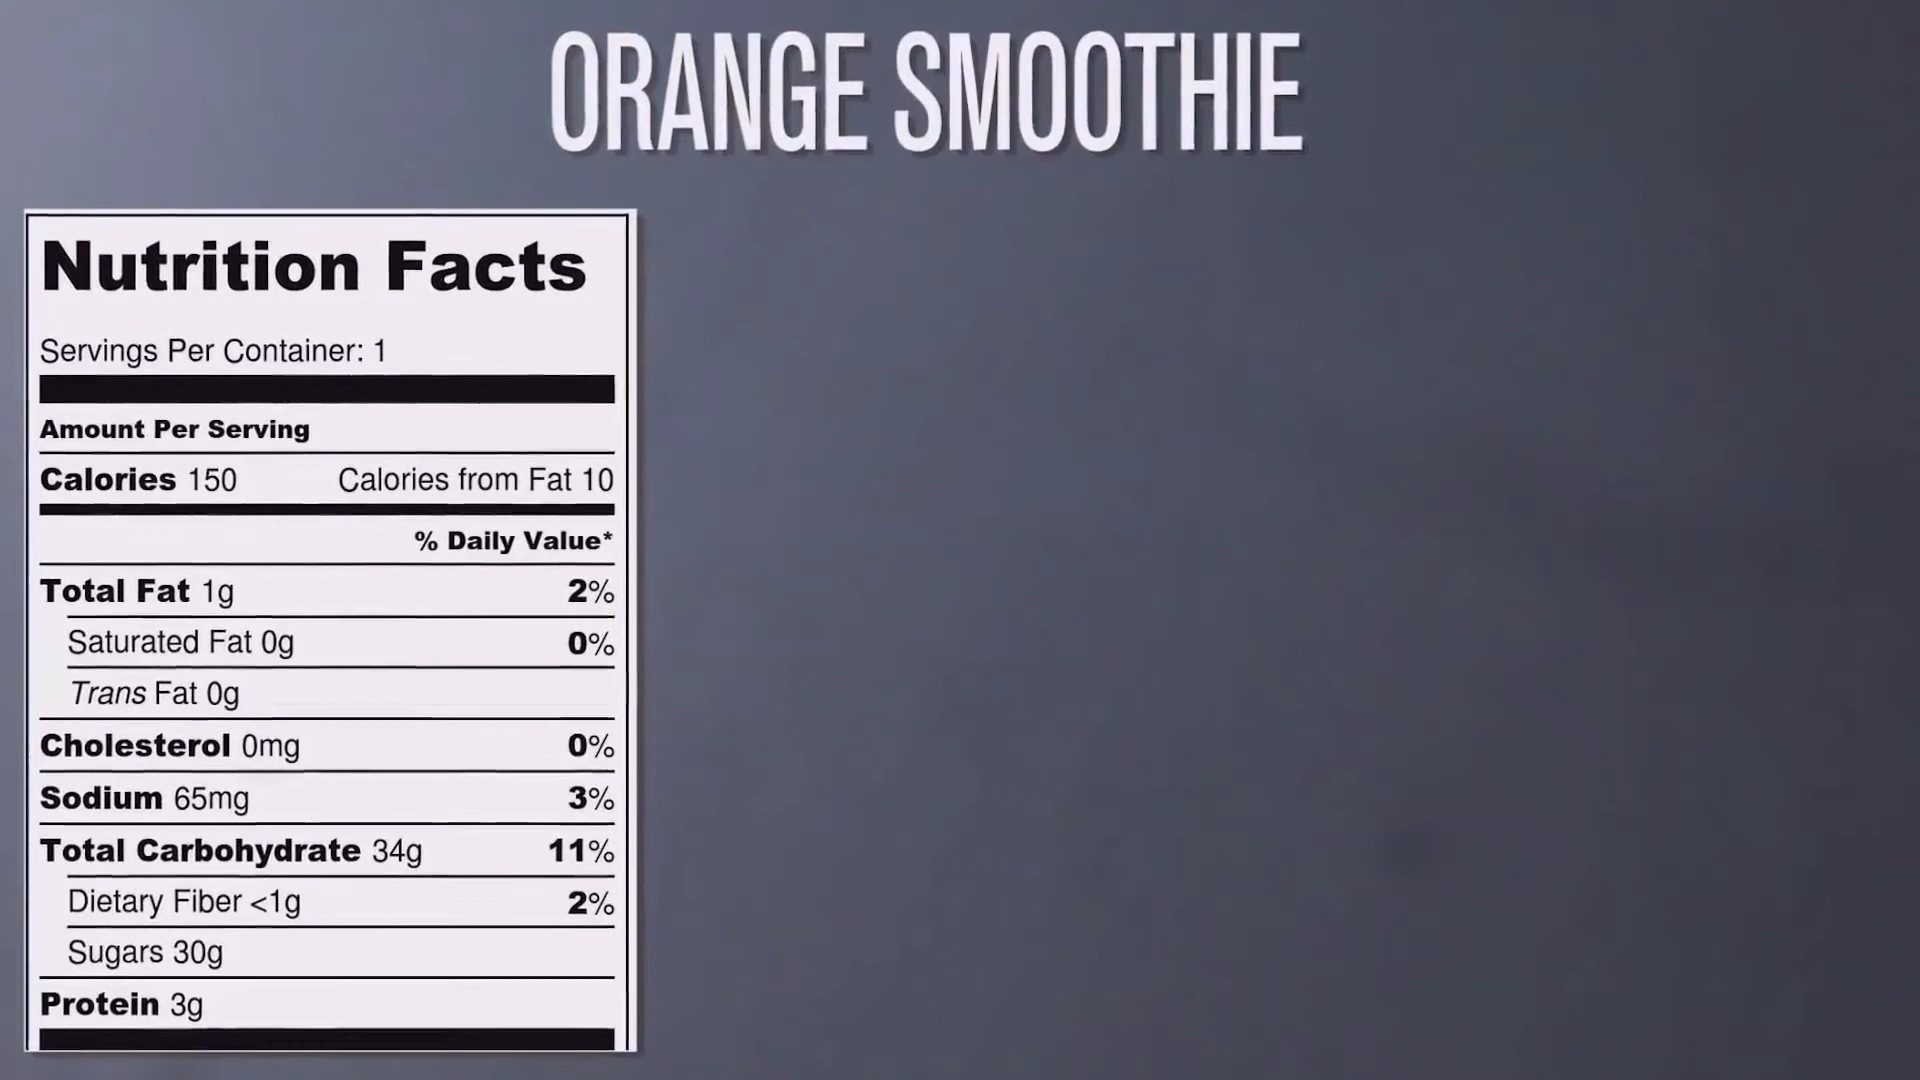 ORANGE SMOOTHIE
Nutrition Facts
Servings Per Container: 1
Amount Per Serving
Calories 150 Calories from Fat 10
% Daily Value*
Total Fat 1g 2%
Saturated Fat 0g 0%
Trans Fat 0g
Cholesterol 0mg 0%
Sodium 65mg 3%
Total Carbohydrate 34g 11%
Dietary Fiber <1g 2%
Sugars 30g
Protein 3g